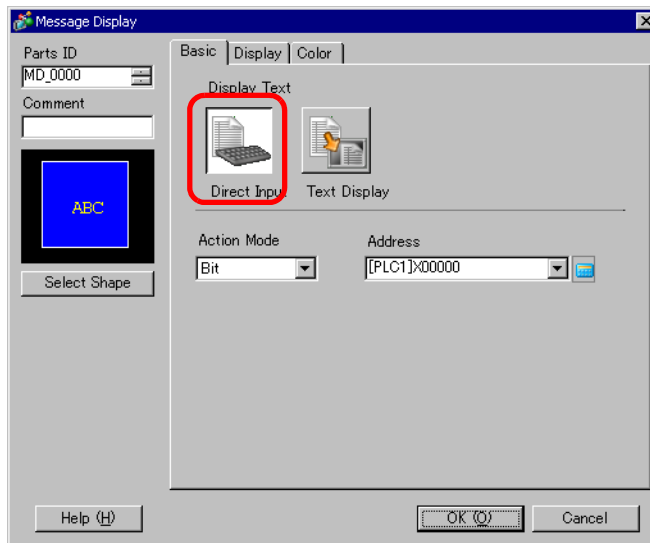 Message Display
Parts ID
MD_0000
Comment
ABC
Select Shape
Basic Display Color
Display Text
Direct Input Text Display
Action Mode Address
Bit [PLC1]X00000
Help (H) OK (O) Cancel